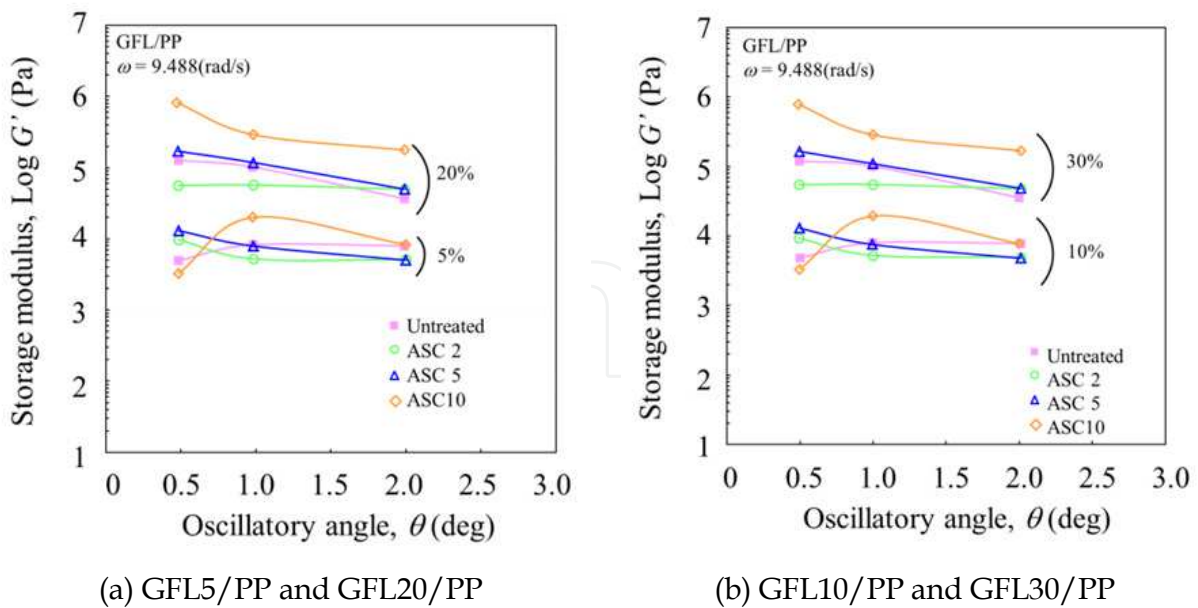 7
6
5
4
3
2
1
Storage modulus, Log G' (Pa)
GFL/PP
ω = 9.488(rad/s)
20%
5%
Untreated
ASC 2
ASC 5
ASC10
0 0.5 1.0 1.5 2.0 3.0
Oscillatory angle, θ (deg)
(a) GFL5/PP and GFL20/PP
7
6
5
4
3
2
1
Storage modulus, Log G' (Pa)
GFL/PP
ω = 9.488(rad/s)
30%
10%
Untreated
ASC 2
ASC 5
ASC10
0 0.5 1.0 1.5 2.0 3.0
Oscillatory angle, θ (deg)
(b) GFL10/PP and GFL30/PP